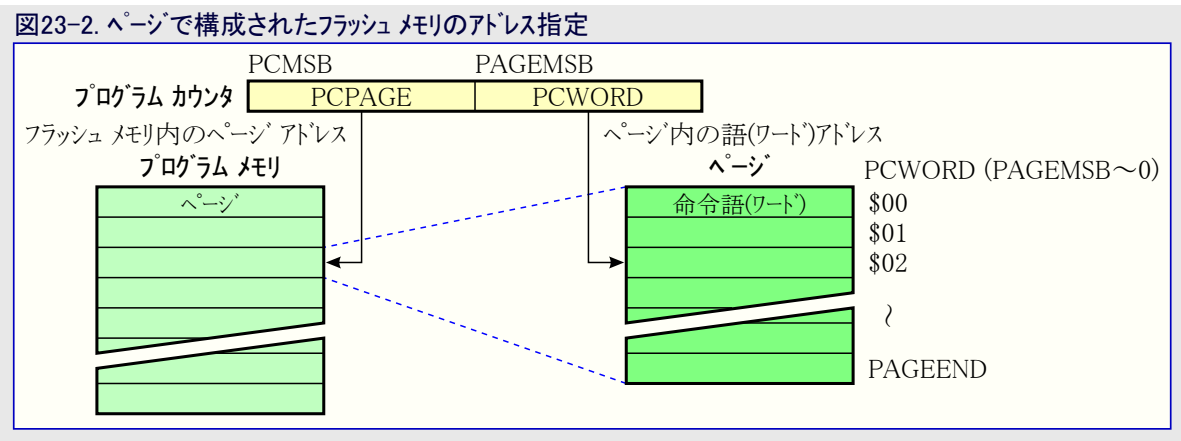 図23-2. ページで構成されたフラッシュ メモリのアドレス指定
PCMSB PAGEMSB
プログラム カウンタ PCPAGE PCWORD
フラッシュ メモリ内のページ アドレス ページ内の語(ワード)アドレス
プログラム メモリ ページ PCWORD (PAGEMSB～0)
ページ 命令語(ワード) $00
$01
$02
～
PAGEEND